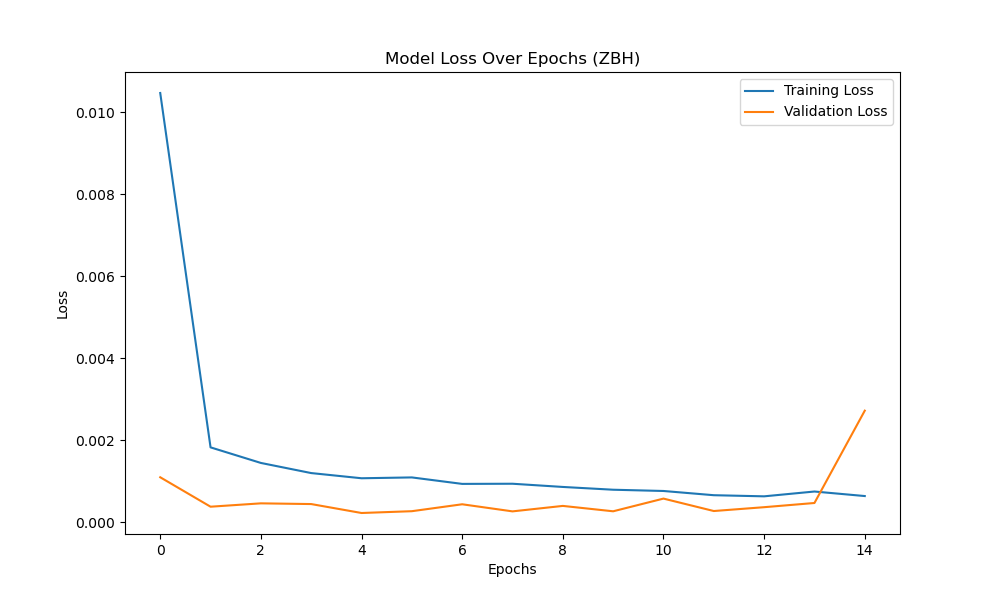 Model Loss Over Epochs (ZBH)
Training Loss
Validation Loss
0.010
0.008
0.006
0.004
0.002
0.000
Loss
0 2 4 6 8 10 12 14
Epochs